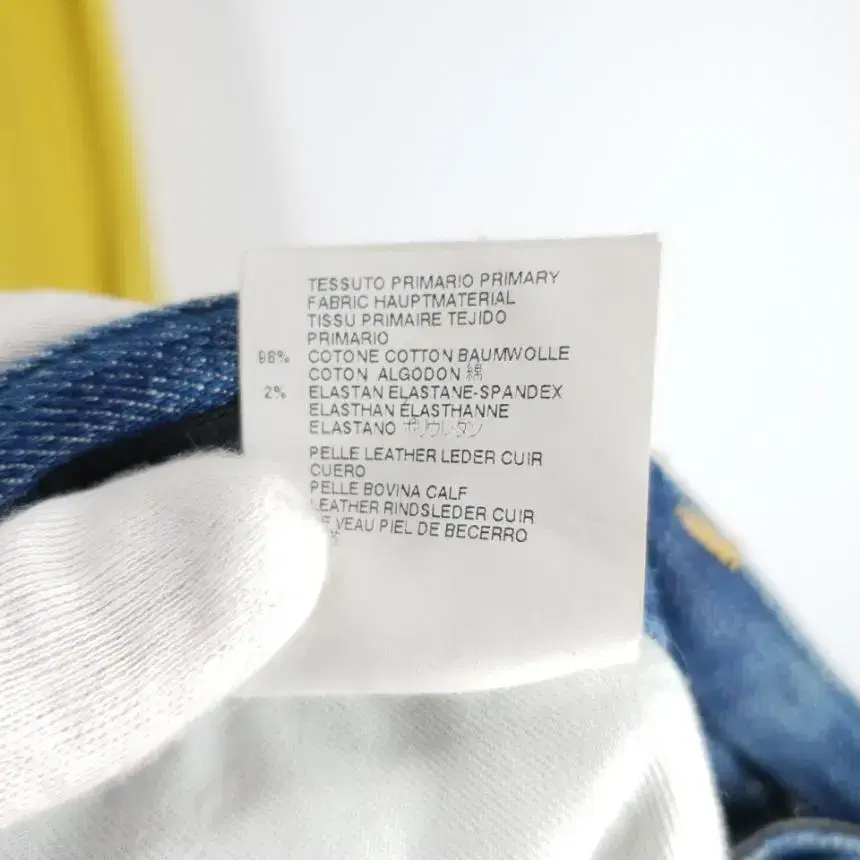 TESSUTO PRIMARIO PRIMARY
FABRIC HAUPTMATERIAL
TISSU PRIMAIRE TEJIDO
PRIMARIO
98% COTONE COTTON BAUMWOLLE
COTON ALGODON 綿
2% ELASTAN ELASTANE-SPANDEX
ELASTHAN ÉLASTHANNE
ELASTANO ポリウレタン
PELLE LEATHER LEDER CUIR
CUERO
PELLE BOVINA CALF
LEATHER RINDSLEDER CUIR
VEAU PIEL DE BECERRO